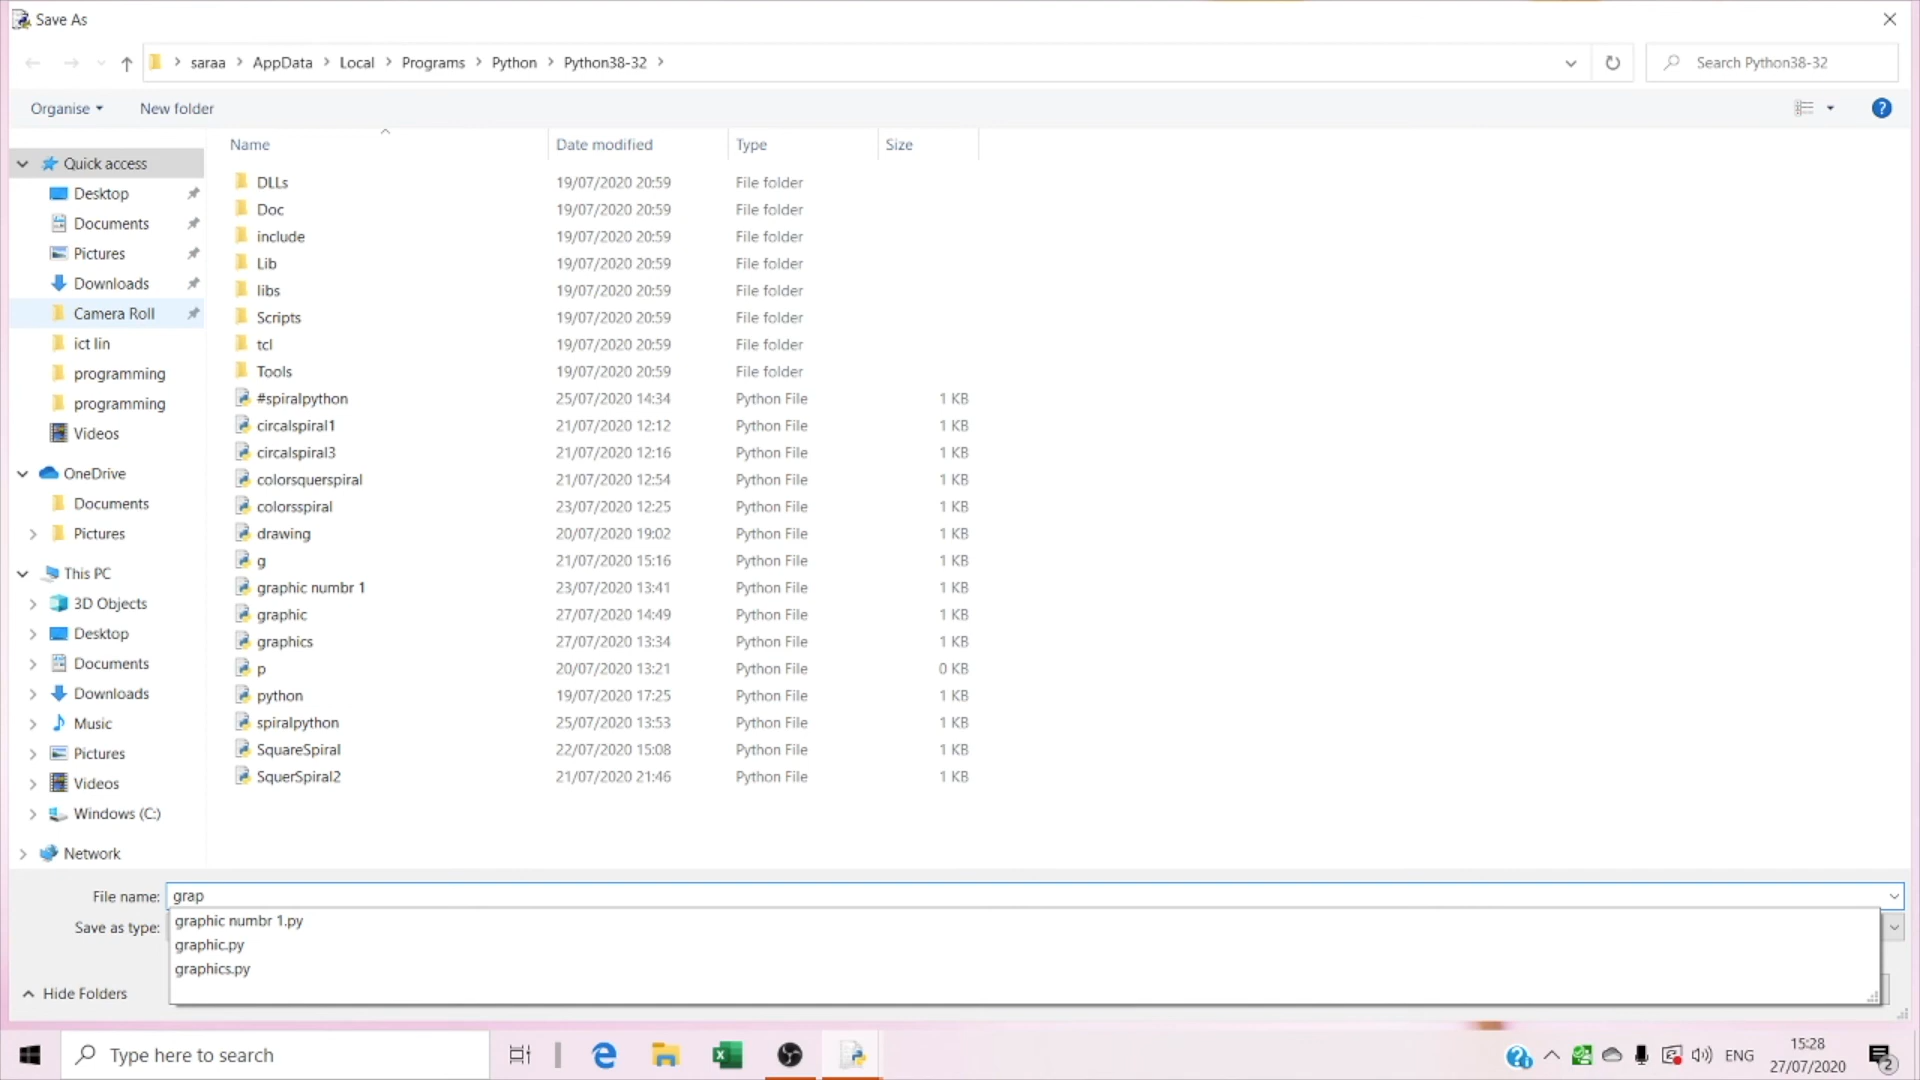 Save As
saraa > AppData > Local > Programs > Python > Python38-32 >
Search Python38-32
Organise
New folder
Name
Date modified
Type
Size
Quick access
Desktop
Documents
Pictures
Downloads
Camera Roll
ict lin
programming
programming
Videos
OneDrive
Documents
Pictures
This PC
3D Objects
Desktop
Documents
Downloads
Music
Pictures
Videos
Windows (C:)
Network
DLLs 19/07/2020 20:59 File folder
Doc 19/07/2020 20:59 File folder
include 19/07/2020 20:59 File folder
Lib 19/07/2020 20:59 File folder
libs 19/07/2020 20:59 File folder
Scripts 19/07/2020 20:59 File folder
tcl 19/07/2020 20:59 File folder
Tools 19/07/2020 20:59 File folder
#spiralpython 25/07/2020 14:34 Python File 1 KB
circalspiral1 21/07/2020 12:12 Python File 1 KB
circalspiral3 21/07/2020 12:16 Python File 1 KB
colorsquerspiral 21/07/2020 12:54 Python File 1 KB
colorsspiral 23/07/2020 12:25 Python File 1 KB
drawing 20/07/2020 19:02 Python File 1 KB
g 21/07/2020 15:16 Python File 1 KB
graphic numbr 1 23/07/2020 13:41 Python File 1 KB
graphic 27/07/2020 14:49 Python File 1 KB
graphics 27/07/2020 13:34 Python File 1 KB
p 20/07/2020 13:21 Python File 0 KB
python 19/07/2020 17:25 Python File 1 KB
spiralpython 25/07/2020 13:53 Python File 1 KB
SquareSpiral 22/07/2020 15:08 Python File 1 KB
SquerSpiral2 21/07/2020 21:46 Python File 1 KB
File name: grap
Save as type:
graphic numbr 1.py
graphic.py
graphics.py
Hide Folders
Type here to search
ENG
15:28
27/07/2020
2